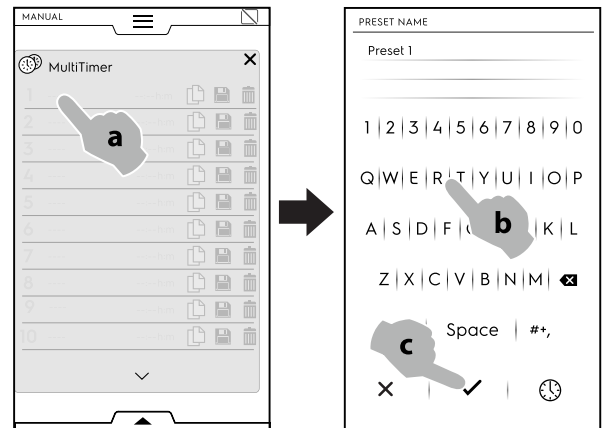 MANUAL
MultiTimer
1
2
a
3
4
5
6
7
8
9
10
PRESET NAME
Preset 1
1 2 3 4 5 6 7 8 9 0
Q W E R T Y U I O P
b
A S D F K L
Z X C V B N M
Space #+,
c